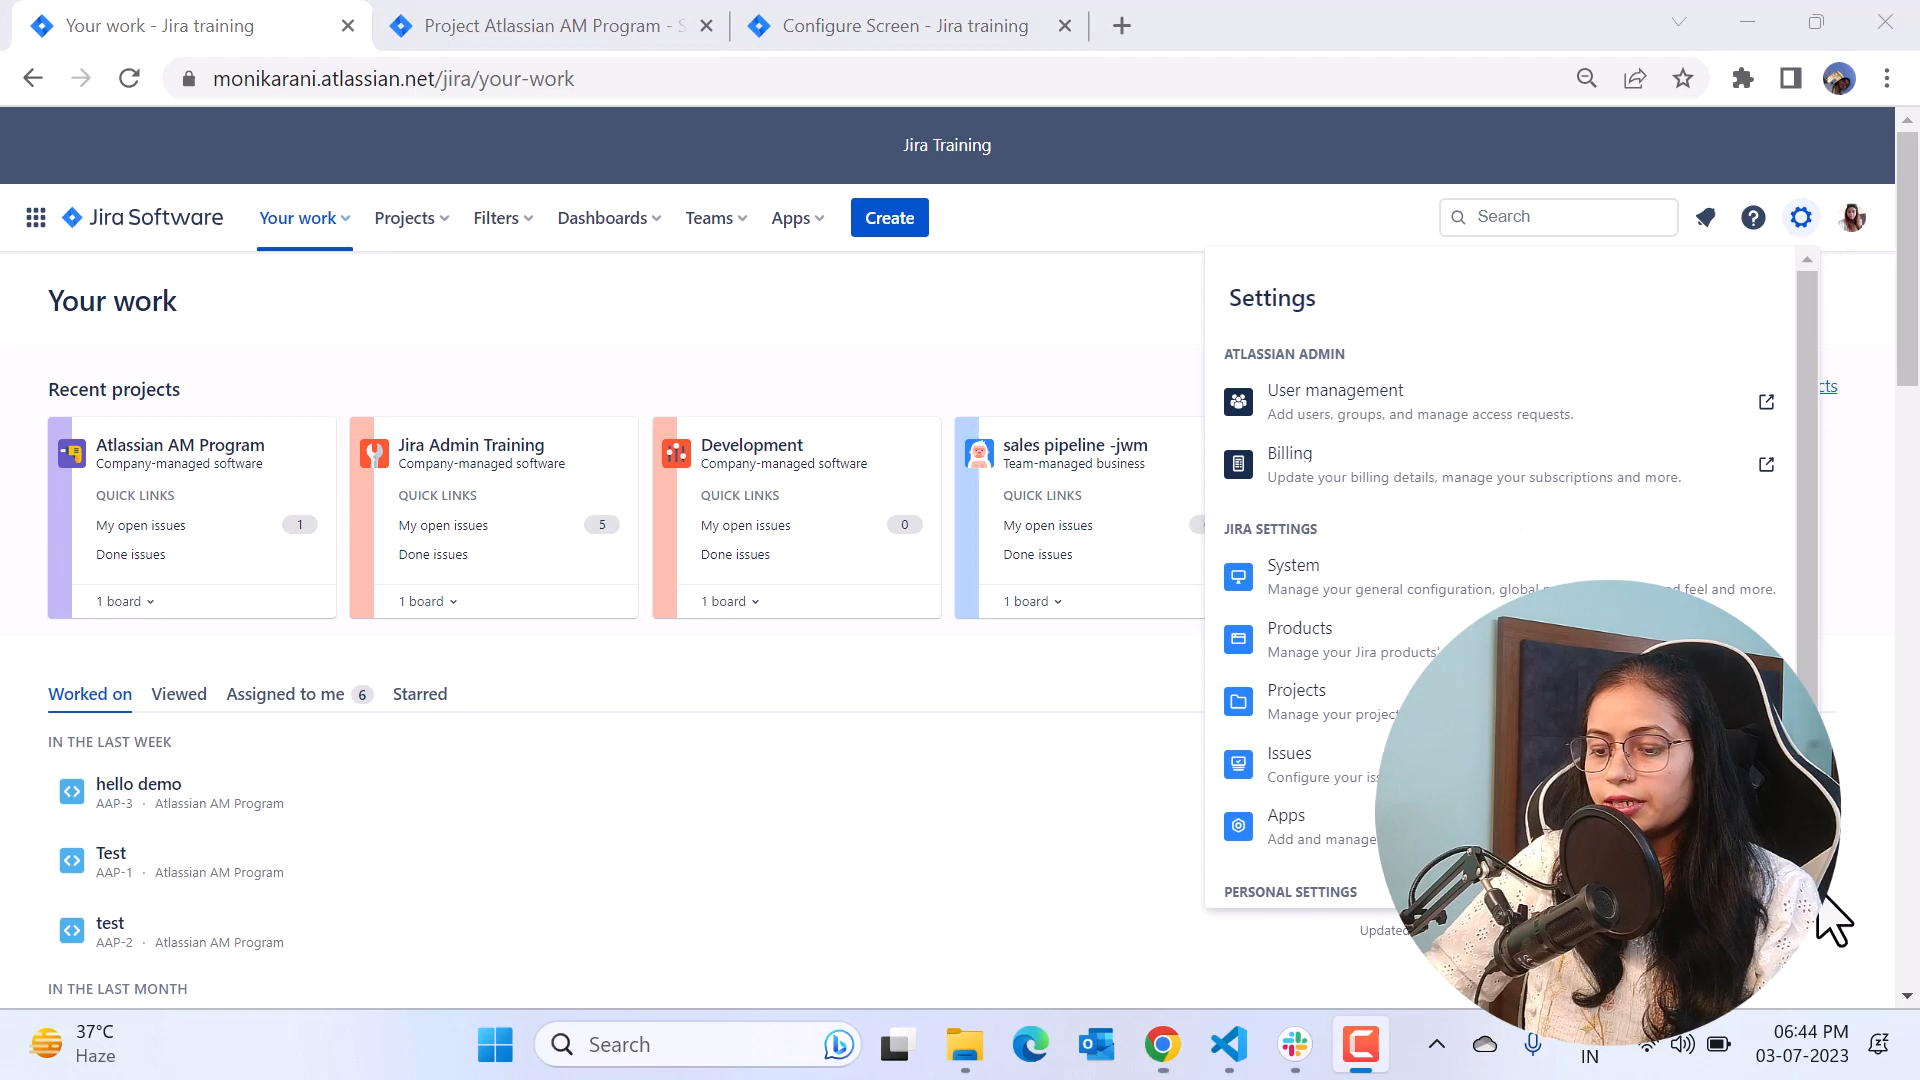 Your work - Jira training
Project Atlassian AM Program - S
Configure Screen - Jira training
monikarani.atlassian.net/jira/your-work
Jira Training
Jira Software
Your work
Projects
Filters
Dashboards
Teams
Apps
Create
Search
Your work
Settings
ATLASSIAN ADMIN
User management
Add users, groups, and manage access requests.
Billing
Update your billing details, manage your subscriptions and more.
JIRA SETTINGS
System
Manage your general configuration, global feel and more.
Products
Manage your Jira products'
Projects
Manage your project
Issues
Configure your
Apps
Add and manage
PERSONAL SETTINGS
Updated
Recent projects
Atlassian AM Program
Company-managed software
QUICK LINKS
My open issues 1
Done issues
1 board
Jira Admin Training
Company-managed software
QUICK LINKS
My open issues 5
Done issues
1 board
Development
Company-managed software
QUICK LINKS
My open issues 0
Done issues
1 board
sales pipeline -jwm
Team-managed business
QUICK LINKS
My open issues
Done issues
1 board
Worked on Viewed Assigned to me 6 Starred
IN THE LAST WEEK
hello demo
AAP-3 · Atlassian AM Program
Test
AAP-1 · Atlassian AM Program
test
AAP-2 · Atlassian AM Program
IN THE LAST MONTH
37°C
Haze
Search
IN
06:44 PM
03-07-2023